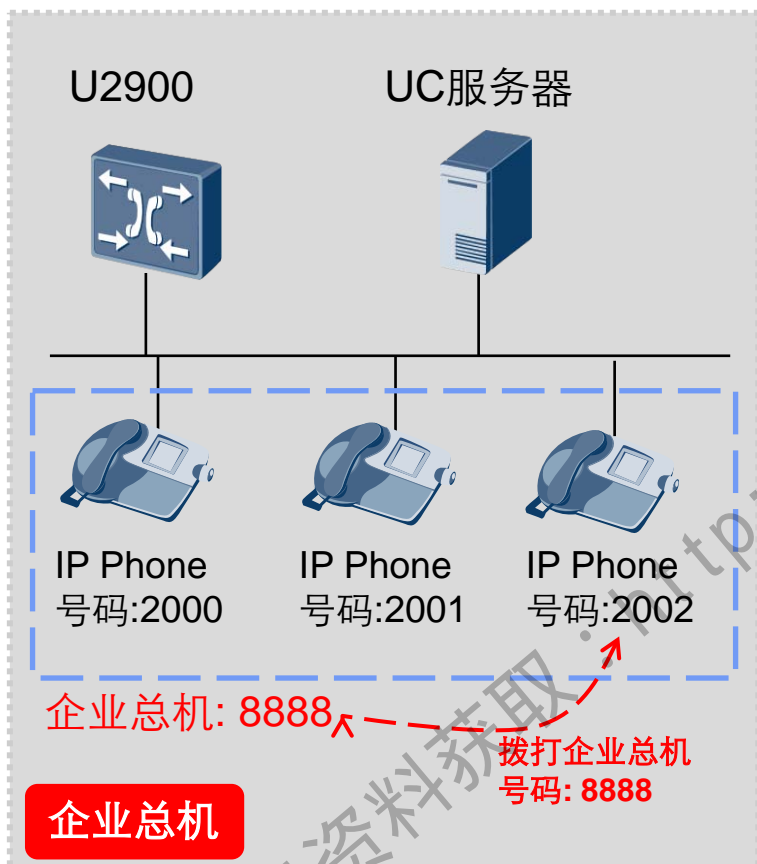 U2900
UC服务器
IP Phone
号码:2000
IP Phone
号码:2001
IP Phone
号码:2002
企业总机: 8888
拨打企业总机
号码: 8888
企业总机
资料获取：http